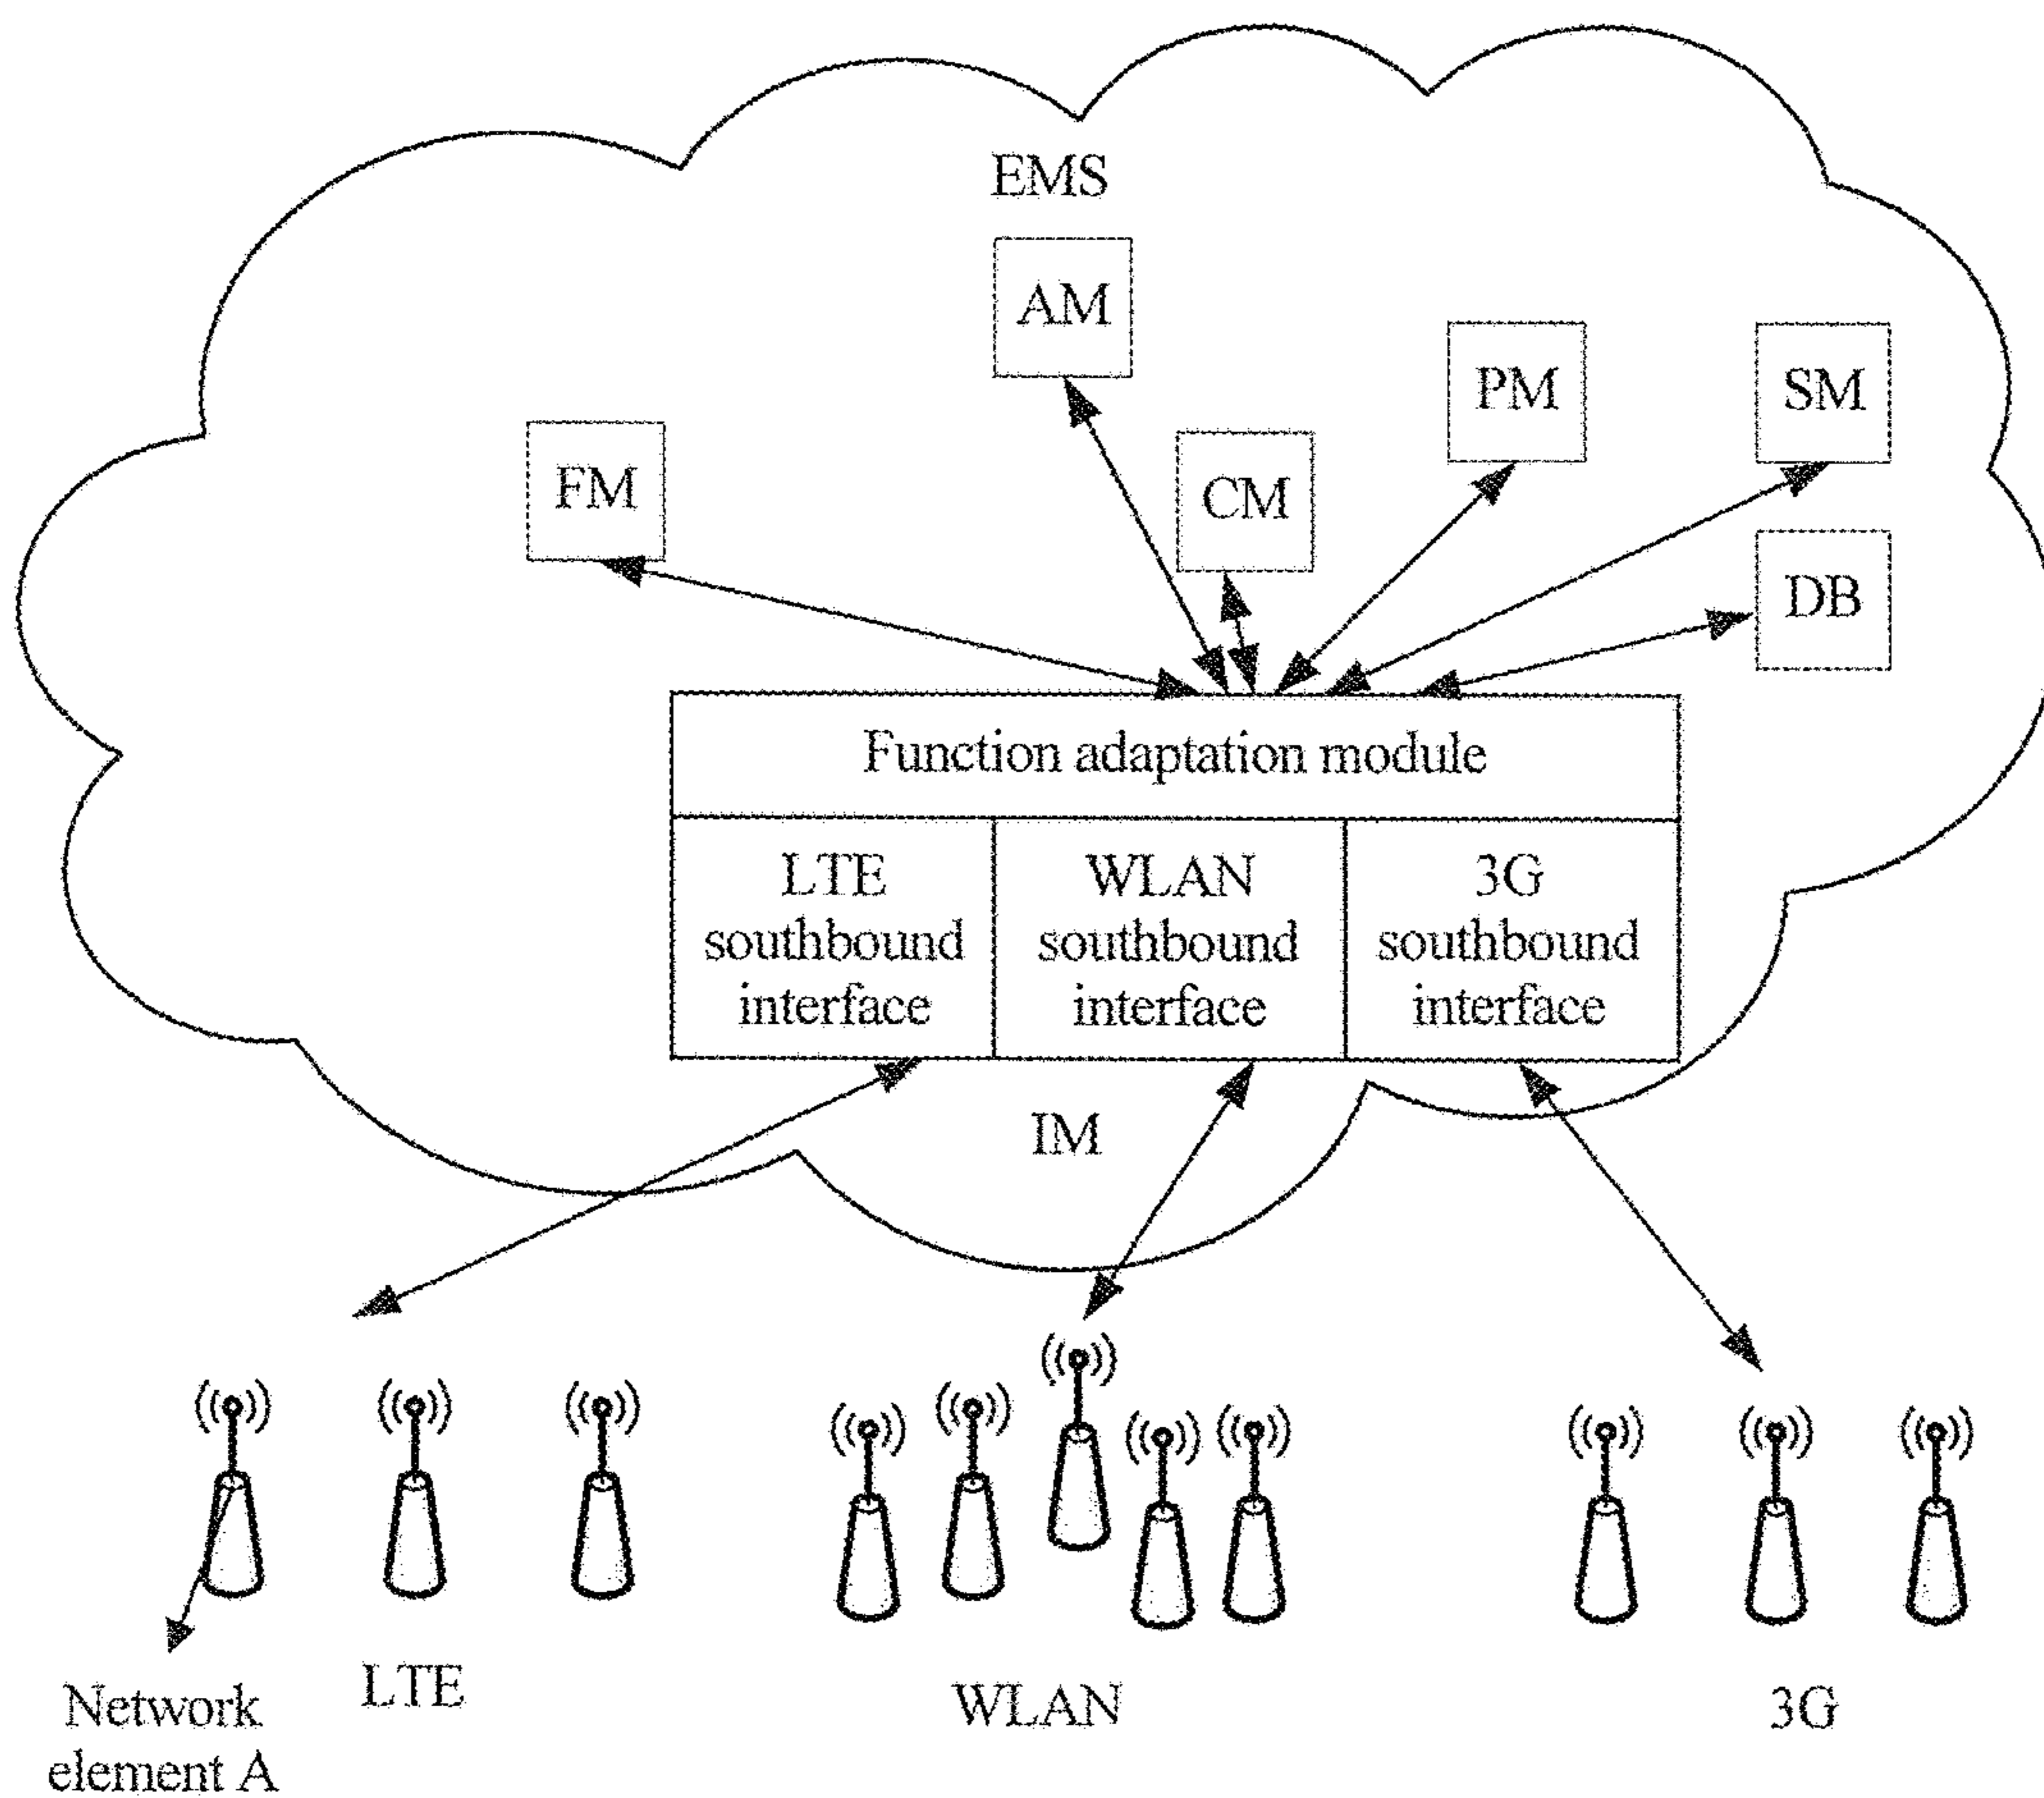 EMS
AM
PM
SM
FM
CM
DB
Function adaptation module
LTE
southbound
interface
WLAN
southbound
interface
3G
southbound
interface
IM
Network
element A
LTE
WLAN
3G